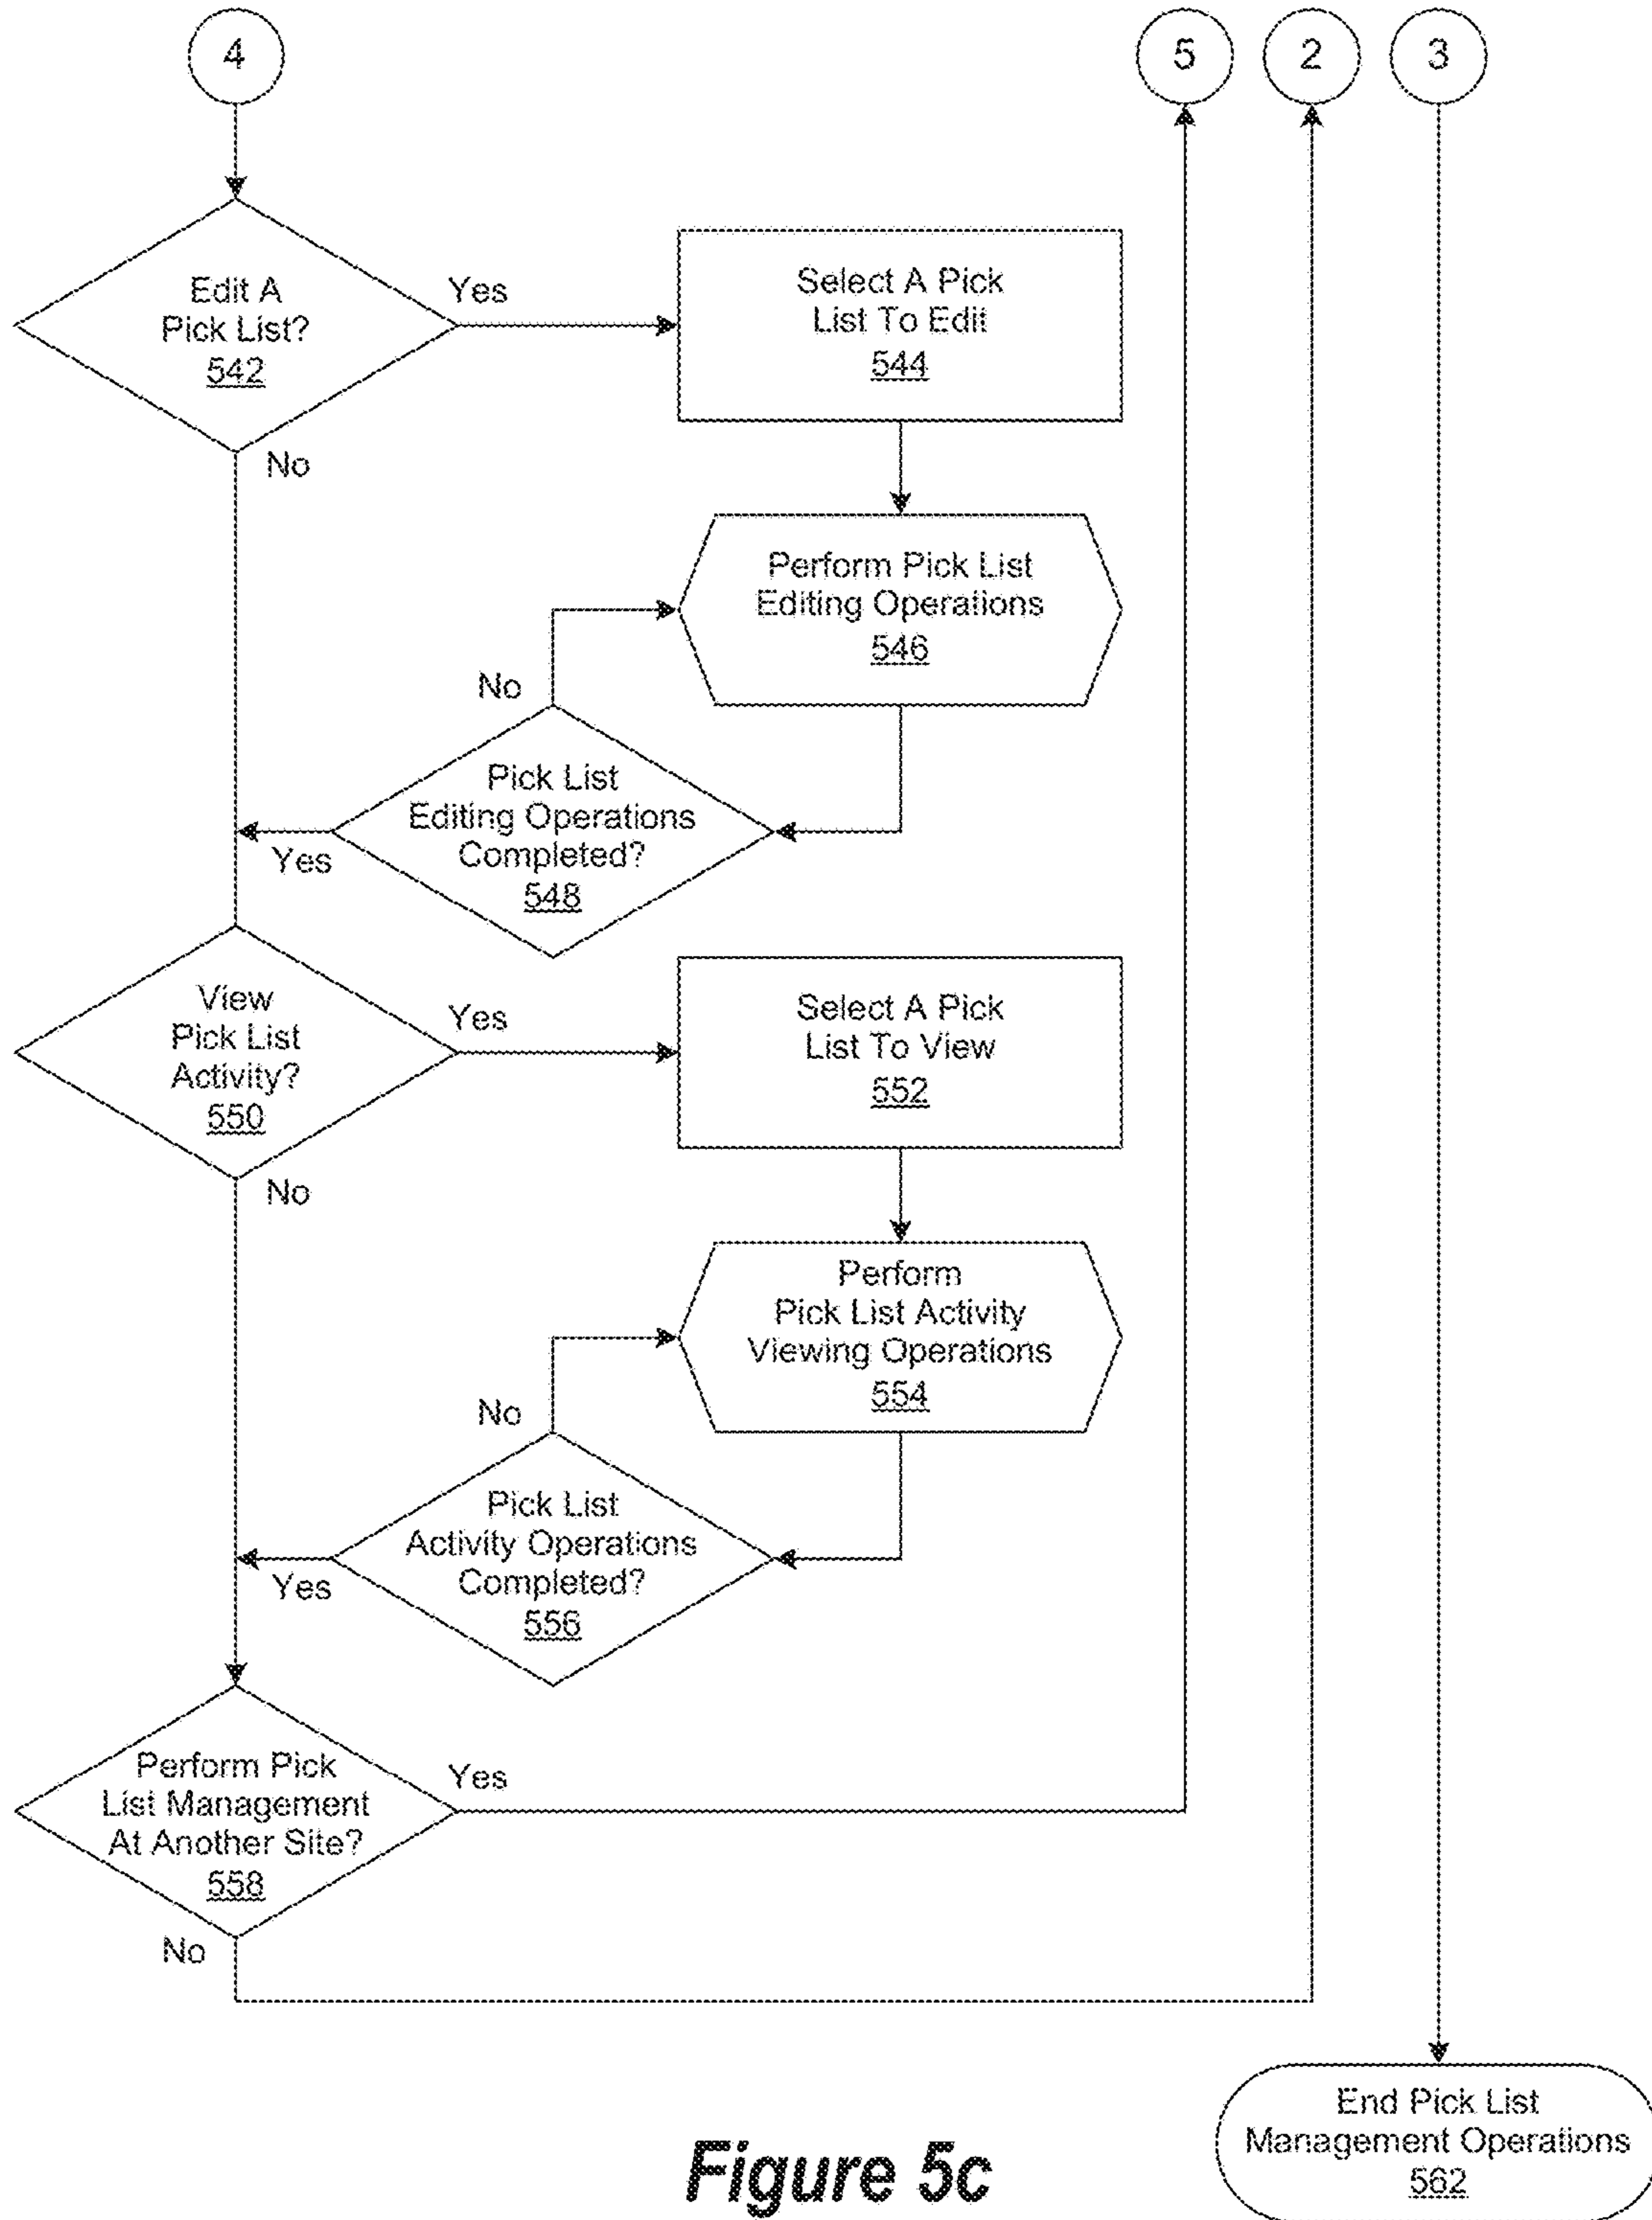 4
5
2
3
Edit A
Pick List?
542
Yes
No
Select A Pick
List To Edit
544
Perform Pick List
Editing Operations
546
No
Pick List
Editing Operations
Completed?
548
Yes
View
Pick List
Activity?
550
Yes
No
Select A Pick
List To View
552
Perform
Pick List Activity
Viewing Operations
554
No
Pick List
Activity Operations
Completed?
556
Yes
Perform Pick
List Management
At Another Site?
558
Yes
No
End Pick List
Management Operations
562
Figure 5c